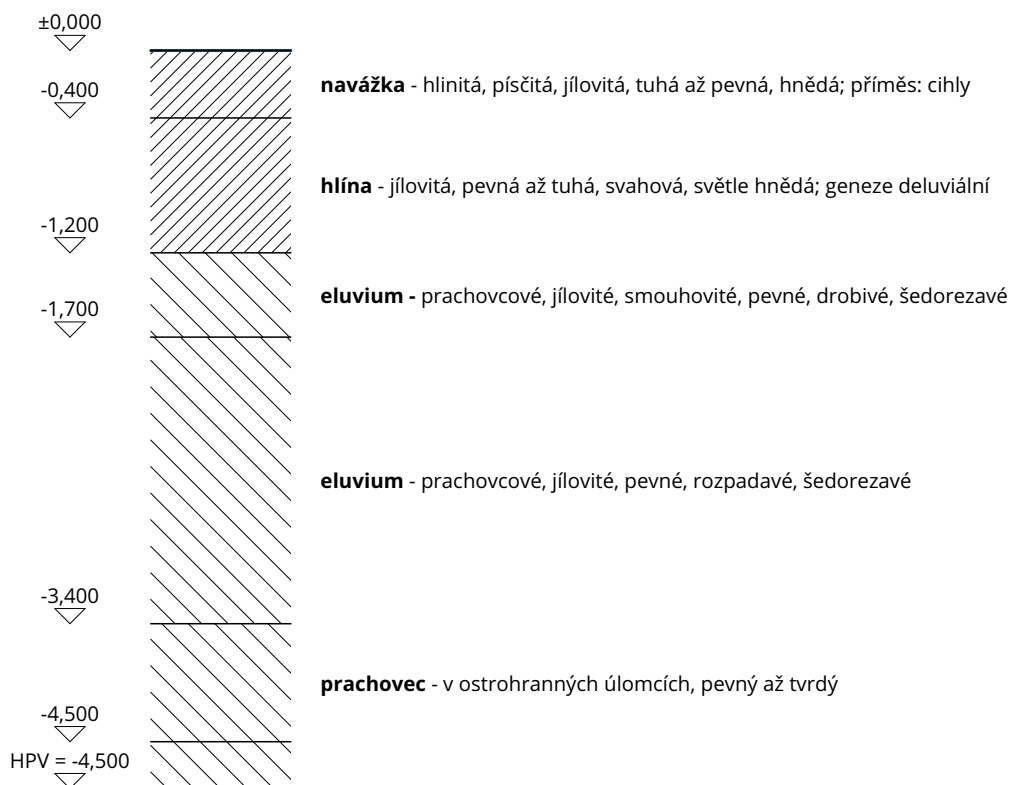 ±0,000
navážka - hlinitá, písčitá, jílovitá, tuhá až pevná, hnědá; příměs: cihly
-0,400
hlína - jílovitá, pevná až tuhá, svahová, světle hnědá; geneze deluviální
-1,200
eluvium - prachovcové, jílovité, smouhovité, pevné, drobivé, šedorezavé
-1,700
eluvium - prachovcové, jílovité, pevné, rozpadavé, šedorezavé
-3,400
prachovec - v ostrohranných úlomcích, pevný až tvrdý
-4,500
HPV = -4,500